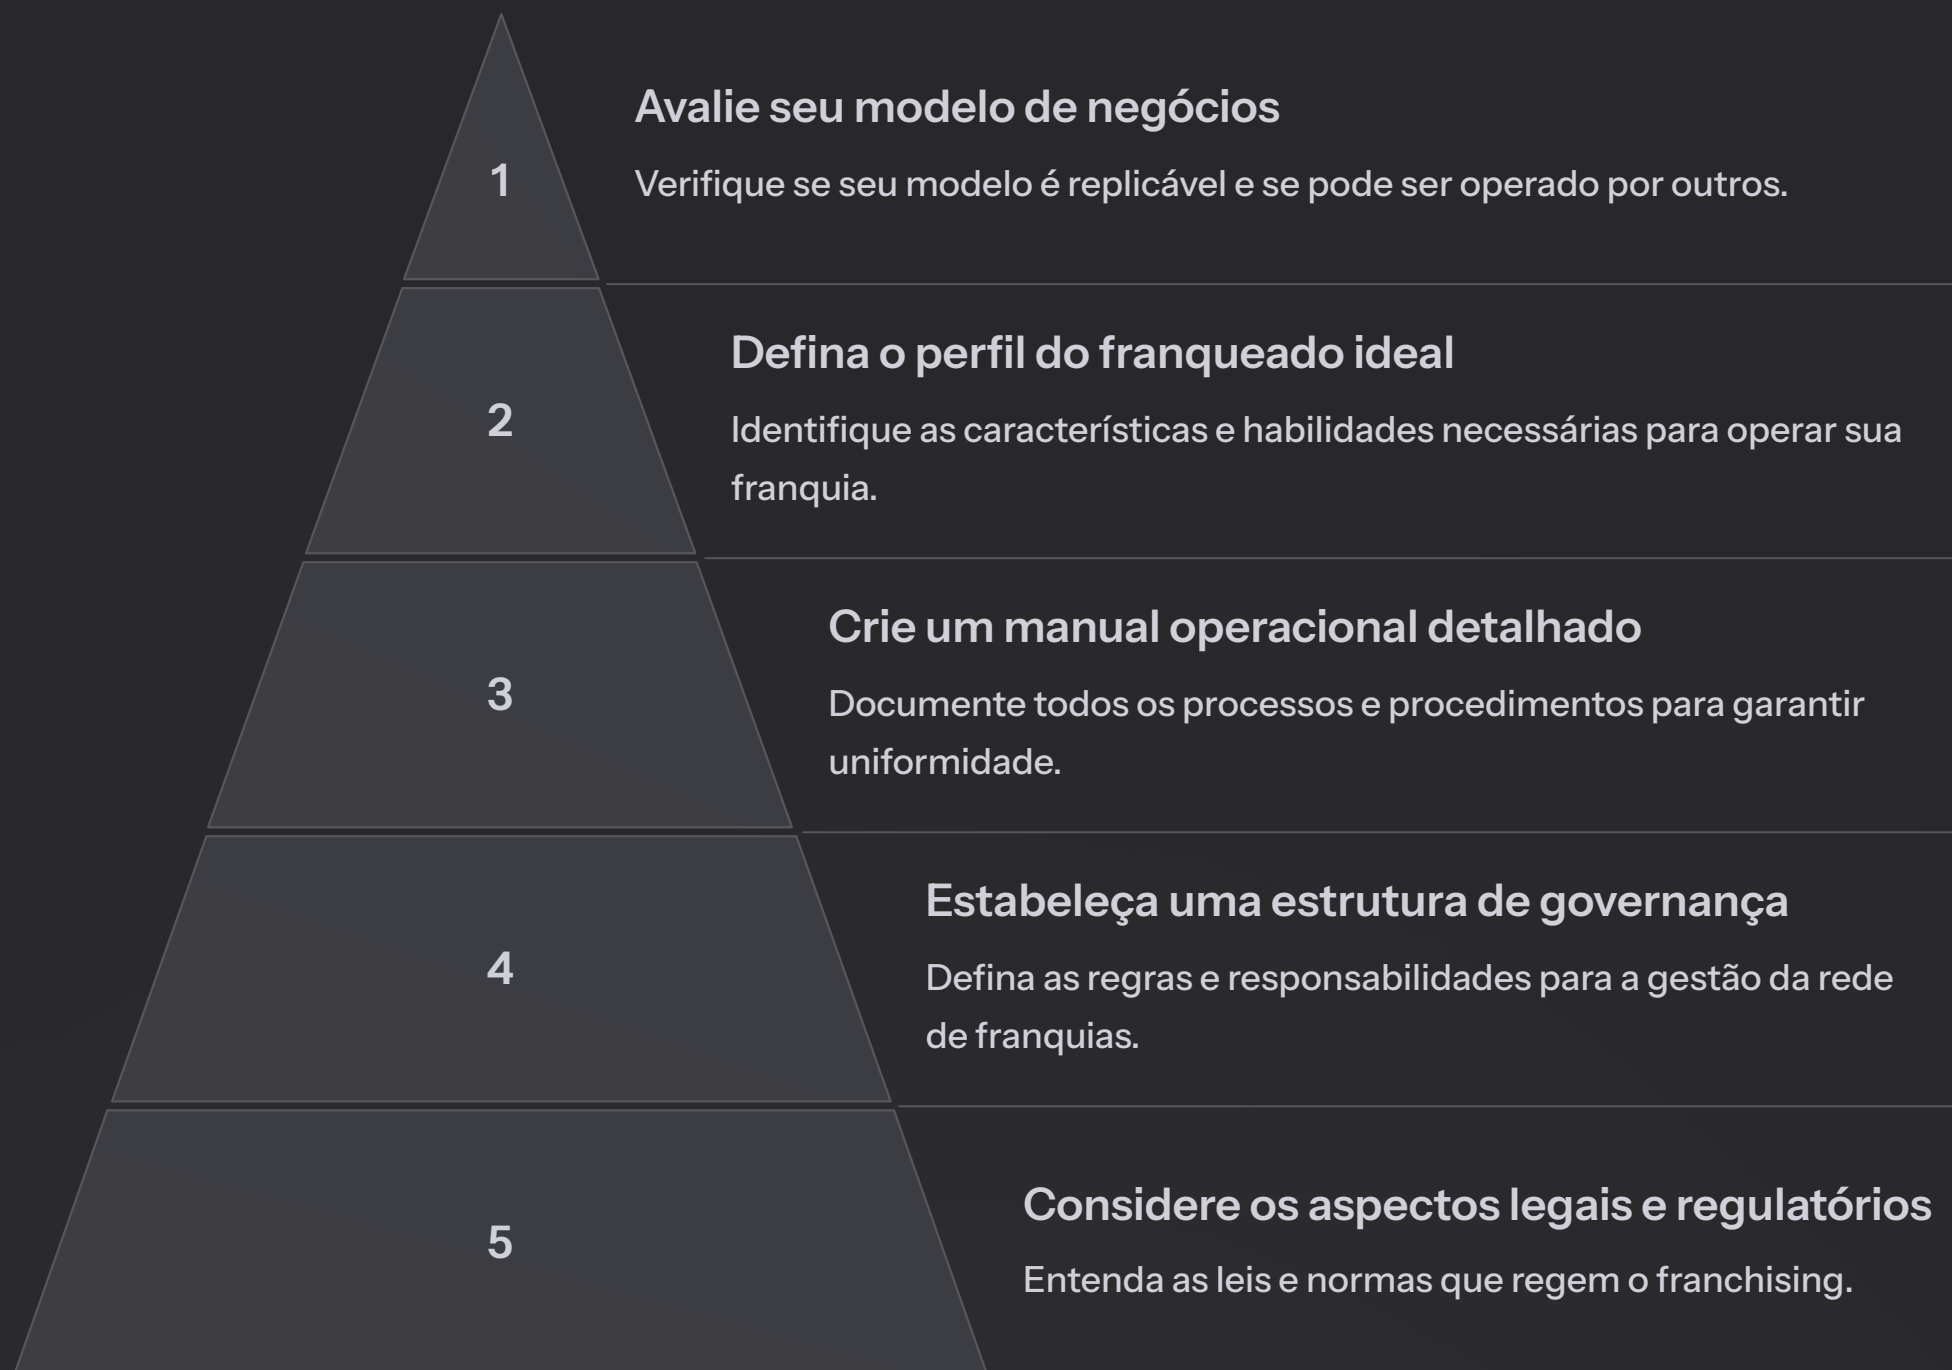 1
Avalie seu modelo de negócios
Verifique se seu modelo é replicável e se pode ser operado por outros.
2
Defina o perfil do franqueado ideal
Identifique as características e habilidades necessárias para operar sua
franquia.
3
Crie um manual operacional detalhado
Documente todos os processos e procedimentos para garantir
uniformidade.
4
Estabeleça uma estrutura de governança
Defina as regras e responsabilidades para a gestão da rede
de franquias.
5
Considere os aspectos legais e regulatórios
Entenda as leis e normas que regem o franchising.